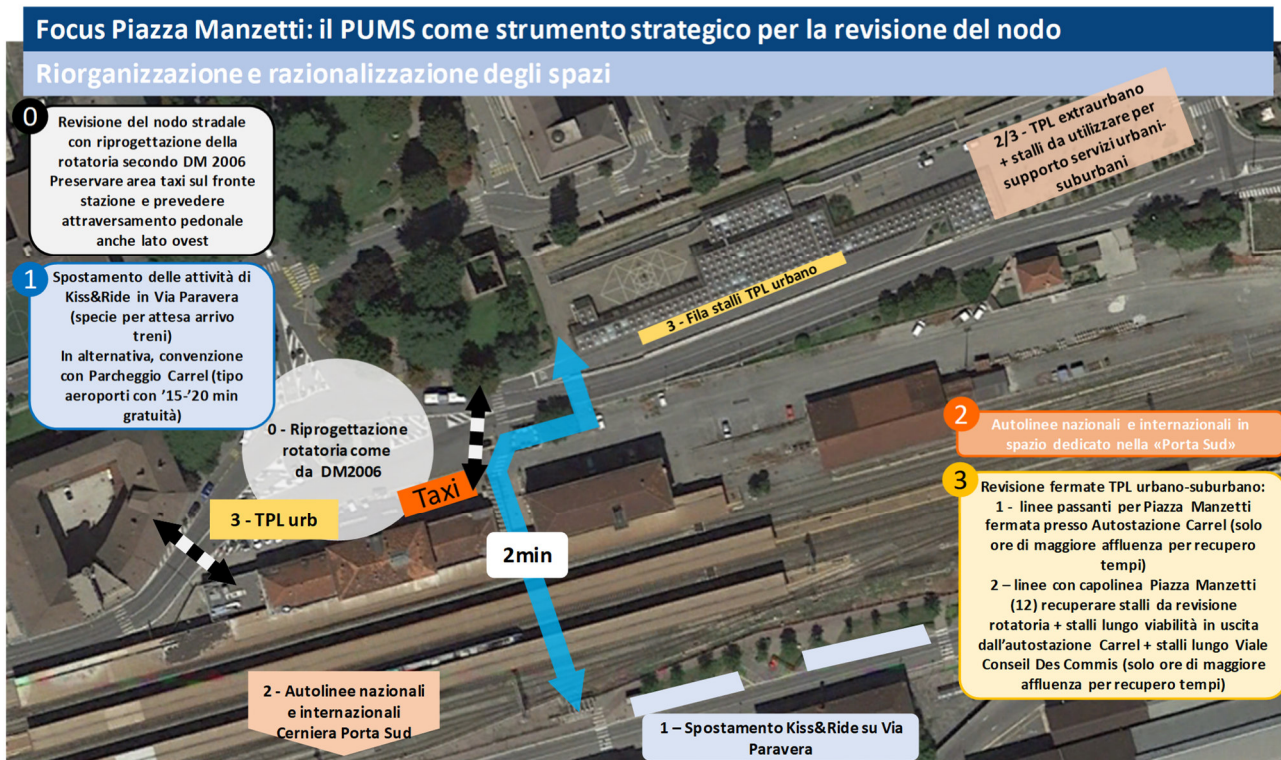 Focus Piazza Manzetti: il PUMS come strumento strategico per la revisione del nodo
Riorganizzazione e razionalizzazione degli spazi
0
Revisione del nodo stradale
con riprogettazione della
rotatoria secondo DM 2006
Preservare area taxi sul fronte
stazione e prevedere
attraversamento pedonale
anche lato ovest
1
Spostamento delle attività di
Kiss&Ride in Via Paravera
(specie per attesa arrivo
treni)
In alternativa, convenzione
con Parcheggio Carrel (tipo
aeroporti con ’15-’20 min
gratuità)
2/3 - TPL extraurbano
+ stalli da utilizzare per
supporto servizi urbani-
suburbani
3 - Fila stalli TPL urbano
0 - Riprogettazione
rotatoria come
da DM2006
Taxi
3 - TPL urb
2min
2
Autolinee nazionali e internazionali in
spazio dedicato nella «Porta Sud»
3
Revisione fermate TPL urbano-suburbano:
1 - linee passanti per Piazza Manzetti
fermata presso Autostazione Carrel (solo
ore di maggiore affluenza per recupero
tempi)
2 – linee con capolinea Piazza Manzetti
(12) recuperare stalli da revisione
rotatoria + stalli lungo viabilità in uscita
dall’autostazione Carrel + stalli lungo Viale
Conseil Des Commis (solo ore di maggiore
affluenza per recupero tempi)
2 - Autolinee nazionali
e internazionali
Cerniera Porta Sud
1 – Spostamento Kiss&Ride su Via
Paravera